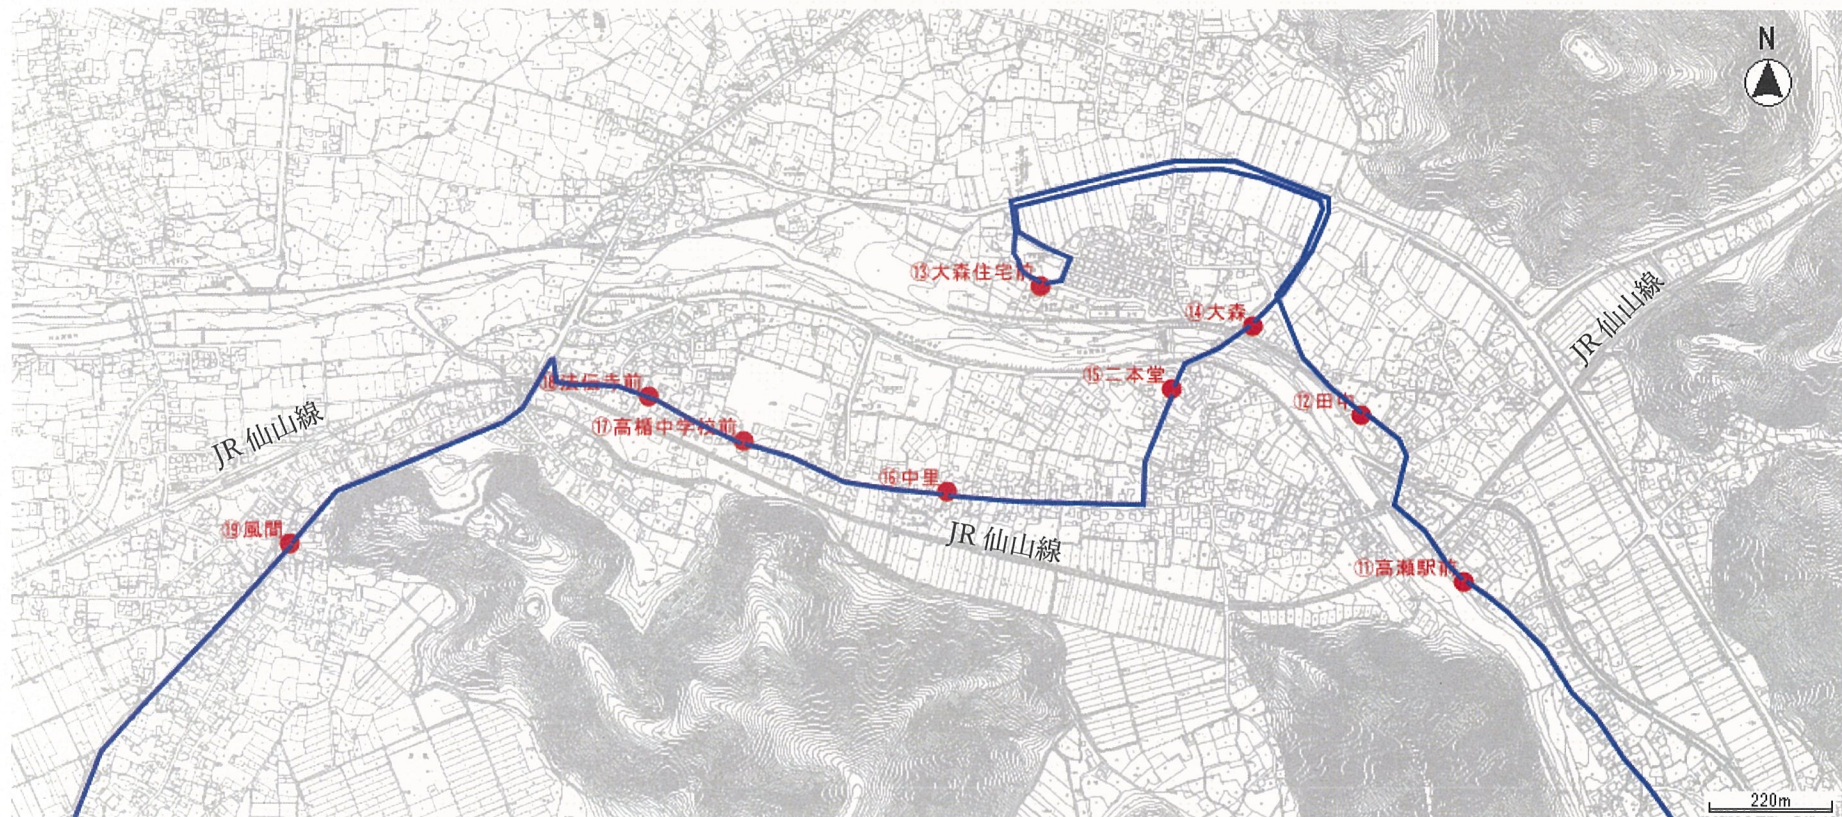 N
⑬大森住宅前
⑭大森
JR 仙山線
⑮二本堂
⑱法伝寺前
⑫田中
⑰高楯中学校前
JR 仙山線
⑯中里
⑲風間
JR 仙山線
⑪高瀬駅前
220m